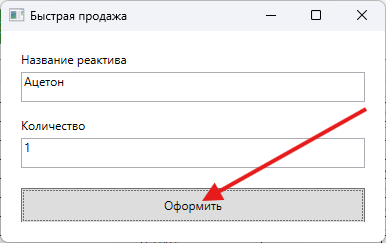 Быстрая продажа
Название реактива
Ацетон
Количество
1
Оформить